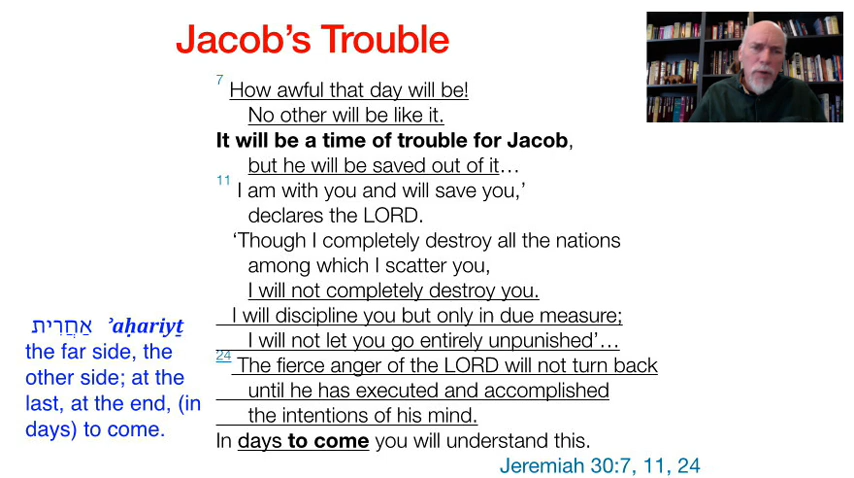 Jacob’s Trouble
7 How awful that day will be!
No other will be like it.
It will be a time of trouble for Jacob,
but he will be saved out of it…
11 I am with you and will save you,’
declares the LORD.
‘Though I completely destroy all the nations
among which I scatter you,
I will not completely destroy you.
I will discipline you but only in due measure;
I will not let you go entirely unpunished’…
24 The fierce anger of the LORD will not turn back
until he has executed and accomplished
the intentions of his mind.
In days to come you will understand this.
Jeremiah 30:7, 11, 24
אַחֲרִית ʾaḥariyṯ
the far side, the
other side; at the
last, at the end, (in
days) to come.